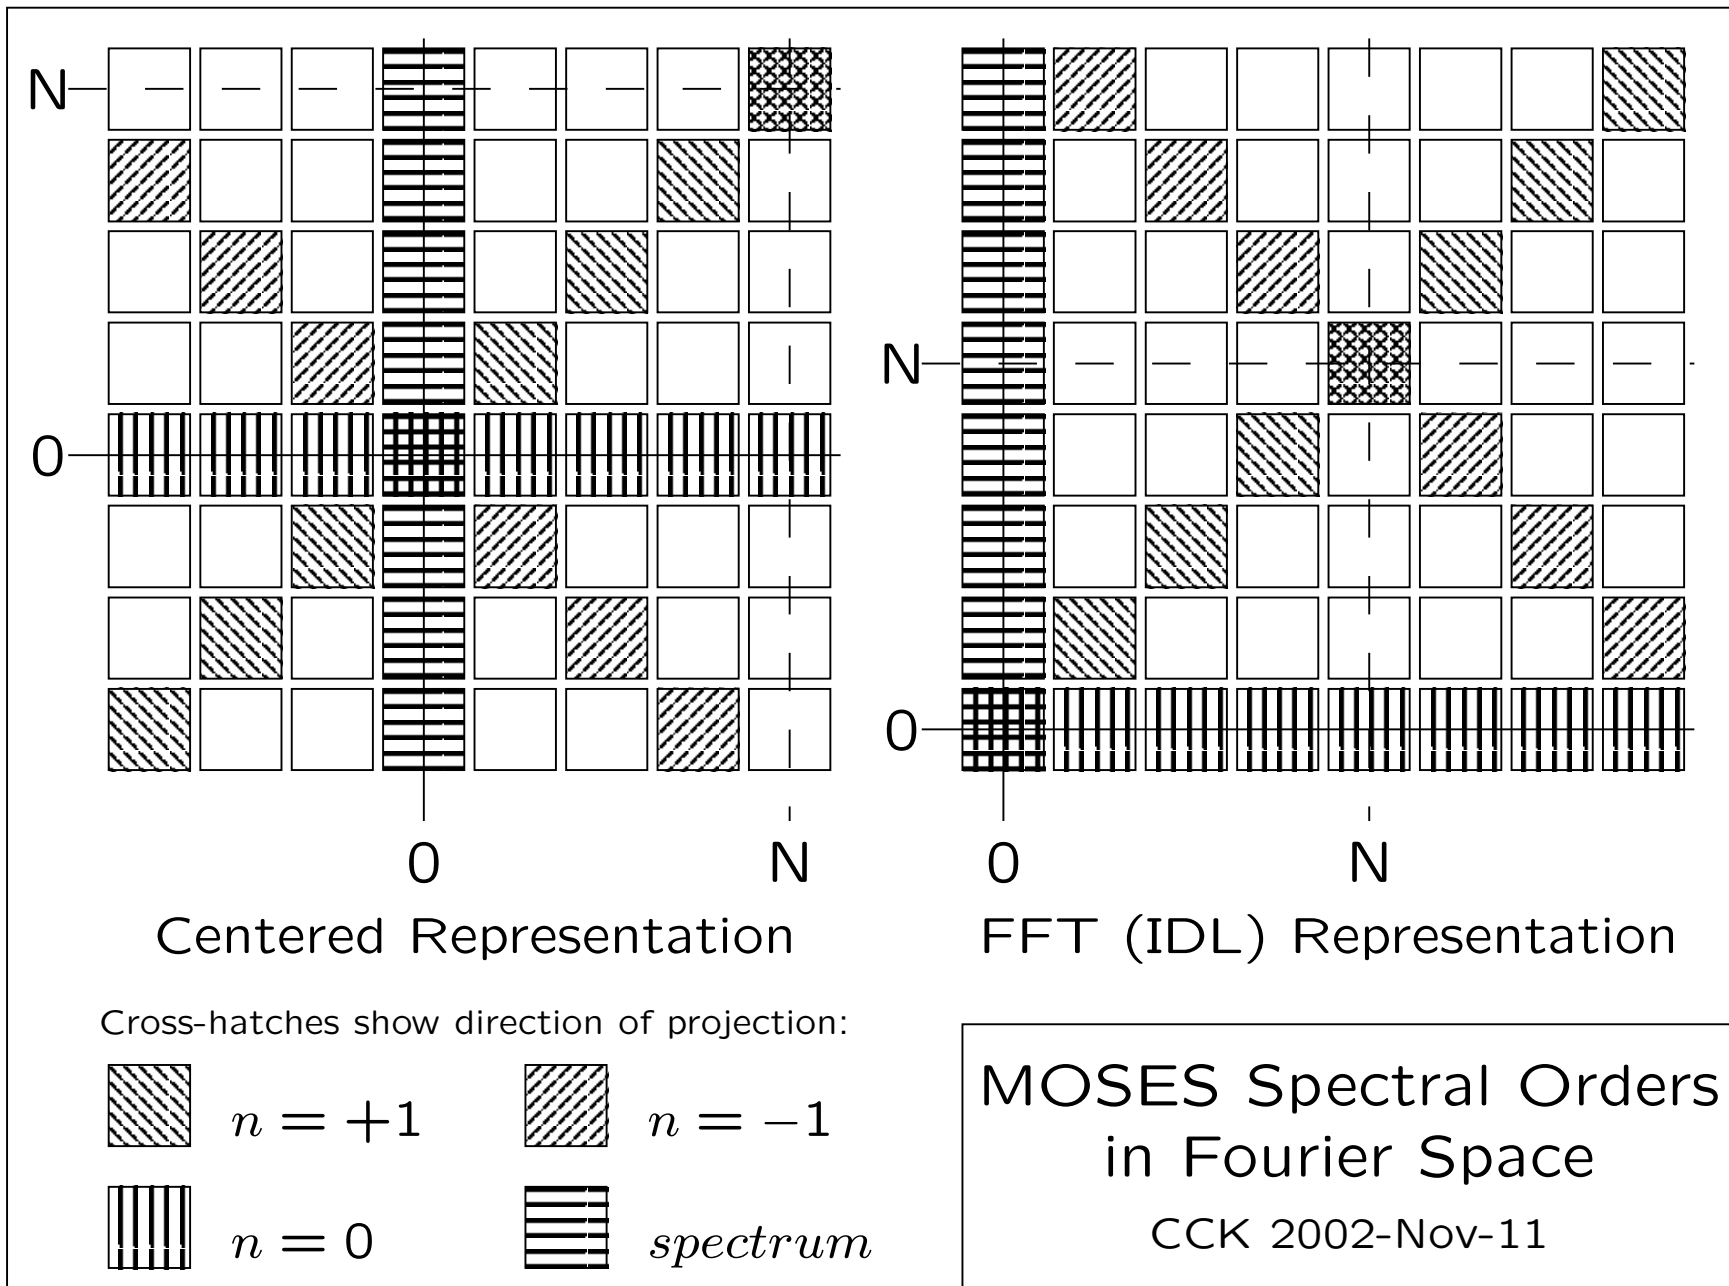 N
0
0 N
Centered Representation
N
0
0 N
FFT (IDL) Representation
Cross-hatches show direction of projection:
n = +1
n = −1
n = 0
spectrum
MOSES Spectral Orders
in Fourier Space
CCK 2002-Nov-11